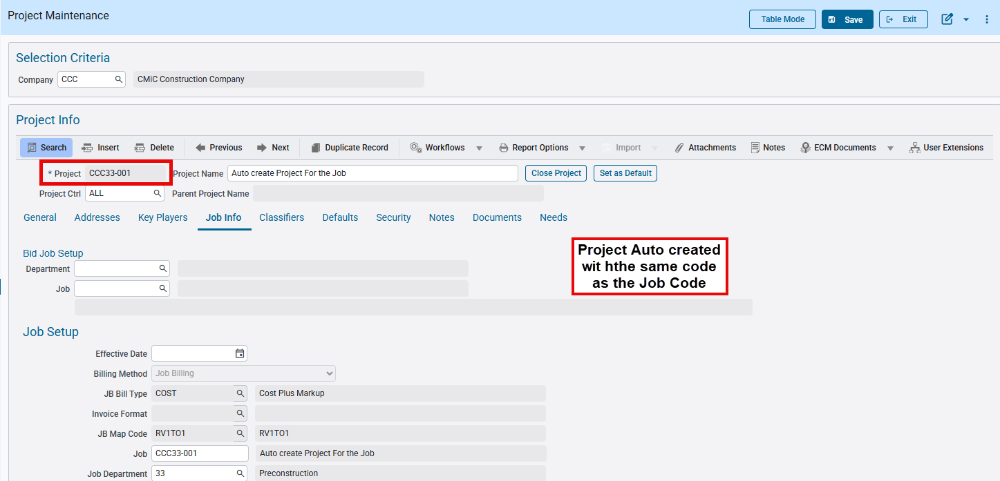 Project Maintenance
Table Mode Save Exit
Selection Criteria
Company CCC CMiC Construction Company
Project Info
Search Insert Delete Previous Next Duplicate Record Workflows Report Options Import Attachments Notes ECM Documents User Extensions
* Project CCC33-001 Project Name Auto create Project For the Job Close Project Set as Default
Project Ctrl ALL Parent Project Name
General Addresses Key Players Job Info Classifiers Defaults Security Notes Documents Needs
Project Auto created
wit hthe same code
as the Job Code
Bid Job Setup
Department
Job
Job Setup
Effective Date
Billing Method Job Billing
JB Bill Type COST Cost Plus Markup
Invoice Format
JB Map Code RV1TO1 RV1TO1
Job CCC33-001 Auto create Project For the Job
Job Department 33 Preconstruction